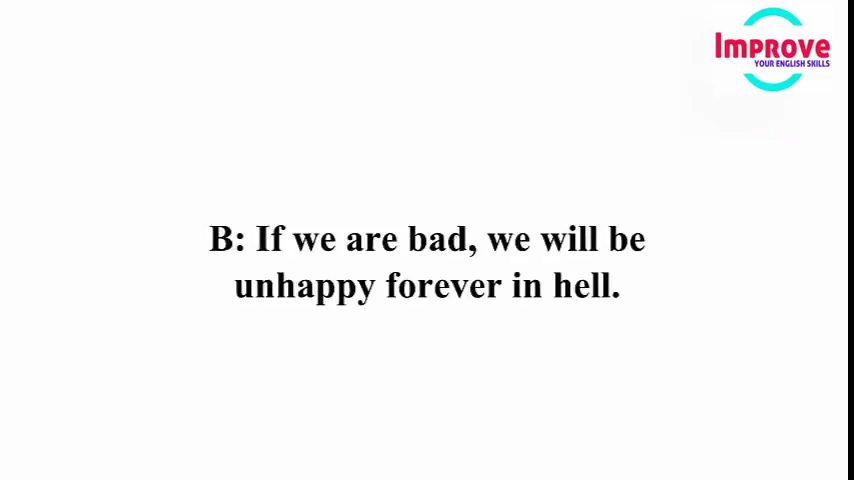 Improve
YOUR ENGLISH SKILLS
B: If we are bad, we will be
unhappy forever in hell.